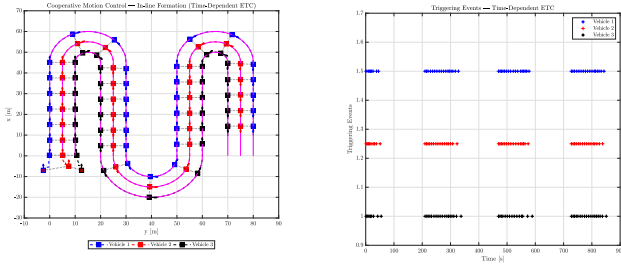 Cooperative Motion Control — In-line Formation (Time-Dependent ETC)
x [m]
70
60
50
40
30
20
10
0
-10
-20
-30
-10 0 10 20 30 40 50 60 70 80 90
y [m]
Vehicle 1 Vehicle 2 Vehicle 3
Triggering Events — Time-Dependent ETC
Triggering Events
1.7
1.6
1.5
1.4
1.3
1.2
1.1
1
0.9
0 100 200 300 400 500 600 700 800 900
Time [s]
Vehicle 1
Vehicle 2
Vehicle 3